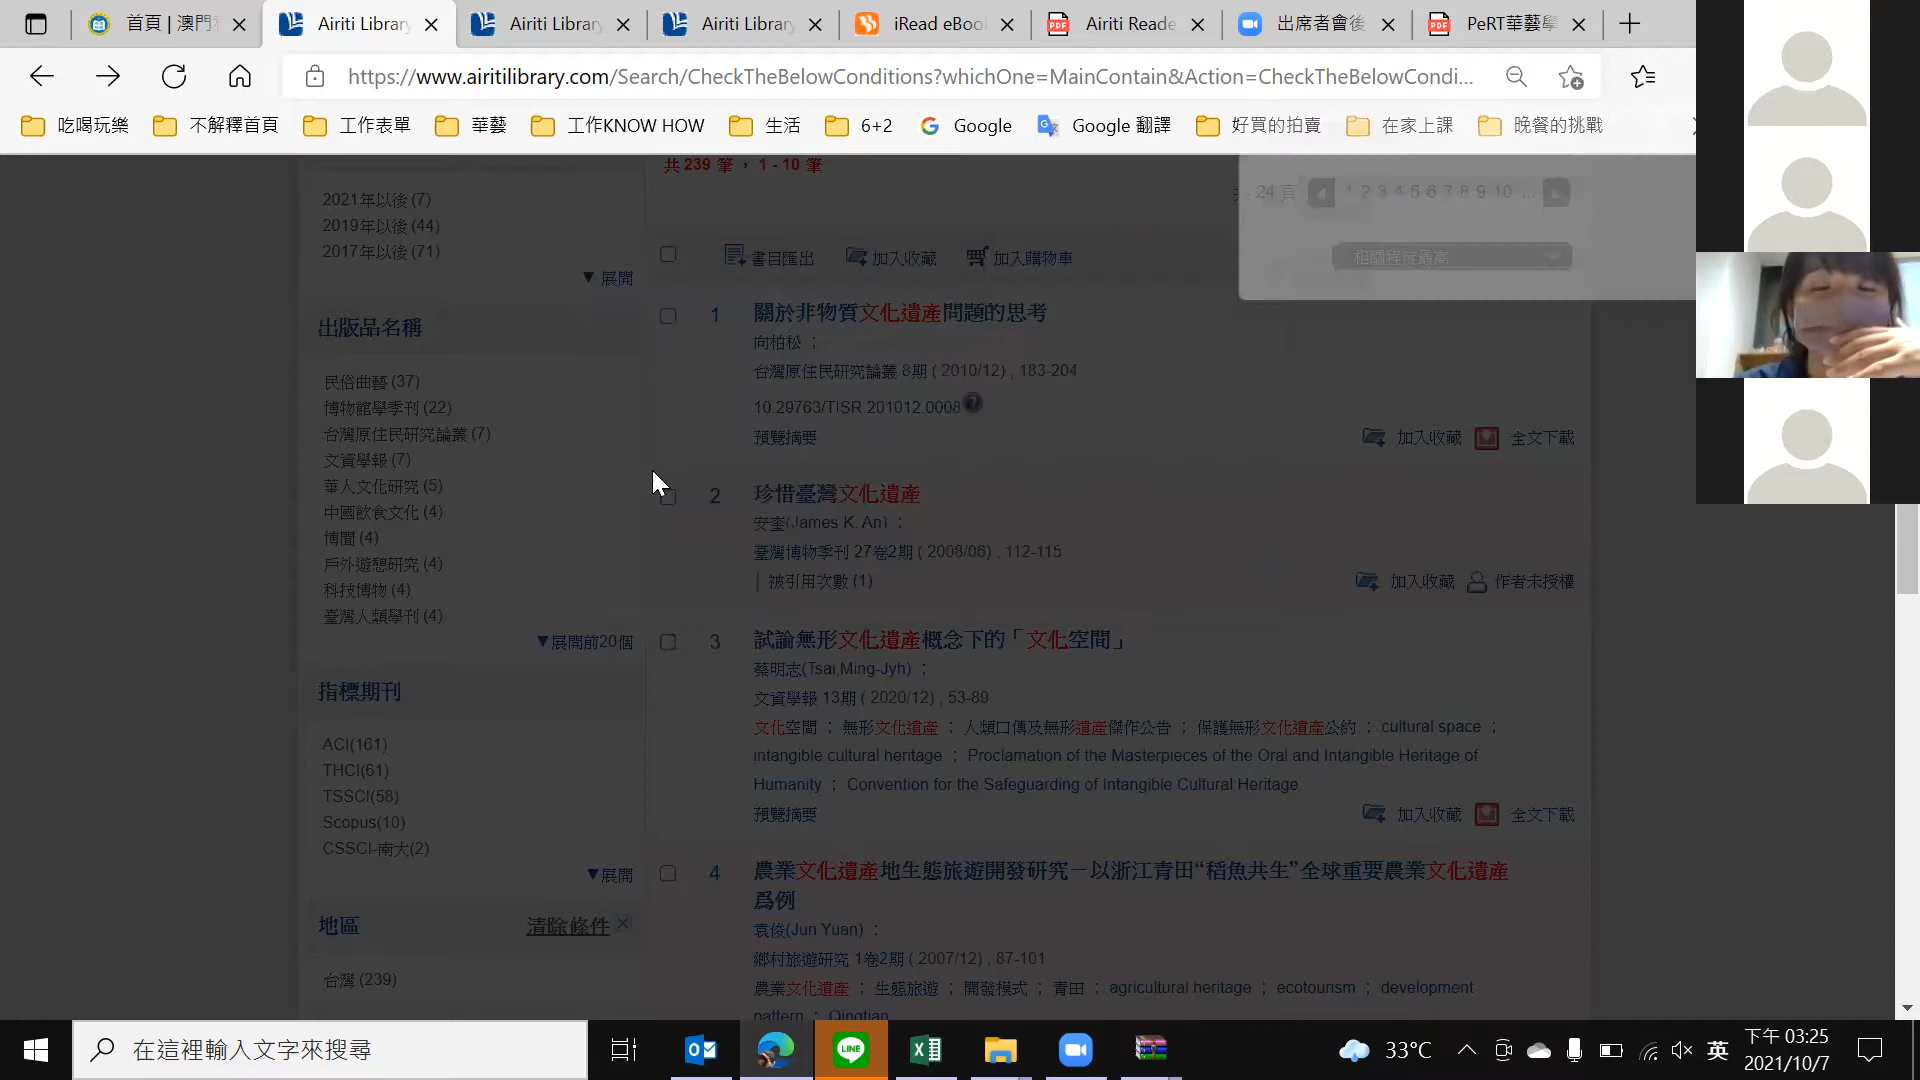 首頁 | 澳門
Airiti Library
Airiti Library
Airiti Library
iRead eBoo
Airiti Reade
出席者會後
PeRT華藝學
https://www.airitilibrary.com/Search/CheckTheBelowConditions?whichOne=MainContain&Action=CheckTheBelowCondi...
吃喝玩樂
不解釋首頁
工作表單
華藝
工作KNOW HOW
生活
6+2
Google
Google 翻譯
好買的拍賣
在家上課
晚餐的挑戰
共 239 筆 , 1 - 10 筆
24 頁 1 2 3 4 5 6 7 8 9 10 ...
相關程度最高
2021年以後 (7)
2019年以後 (44)
2017年以後 (71)
▼ 展開
出版品名稱
民俗曲藝 (37)
博物館學季刊 (22)
台灣原住民研究論叢 (7)
文資學報 (7)
華人文化研究 (5)
中國飲食文化 (4)
博聞 (4)
戶外遊憩研究 (4)
科技博物 (4)
臺灣人類學刊 (4)
▼展開前20個
指標期刊
ACI(161)
THCI(61)
TSSCI(58)
Scopus(10)
CSSCI-南大(2)
▼展開
地區
清除條件
台灣 (239)
書目匯出
加入收藏
加入購物車
1 關於非物質文化遺產問題的思考
向柏松 ;
台灣原住民研究論叢 8期 ( 2010/12) , 183-204
10.29763/TISR.201012.0008
預覽摘要
加入收藏
全文下載
2 珍惜臺灣文化遺產
安奎(James K. An) ;
臺灣博物季刊 27卷2期 ( 2008/06) , 112-115
| 被引用次數 (1)
加入收藏
作者未授權
3 試論無形文化遺產概念下的「文化空間」
蔡明志(Tsai,Ming-Jyh) ;
文資學報 13期 ( 2020/12) , 53-89
文化空間 ; 無形文化遺產 ; 人類口傳及無形遺產傑作公告 ; 保護無形文化遺產公約 ; cultural space ;
intangible cultural heritage ; Proclamation of the Masterpieces of the Oral and Intangible Heritage of
Humanity ; Convention for the Safeguarding of Intangible Cultural Heritage
預覽摘要
加入收藏
全文下載
4 農業文化遺產地生態旅遊開發研究－以浙江青田“稻魚共生”全球重要農業文化遺產
爲例
袁俊(Jun Yuan) ;
鄉村旅遊研究 1卷2期 ( 2007/12) , 87-101
農業文化遺產 ; 生態旅遊 ; 開發模式 ; 青田 ; agricultural heritage ; ecotourism ; development
pattern ; Qingtian
在這裡輸入文字來搜尋
33°C
英
下午 03:25
2021/10/7